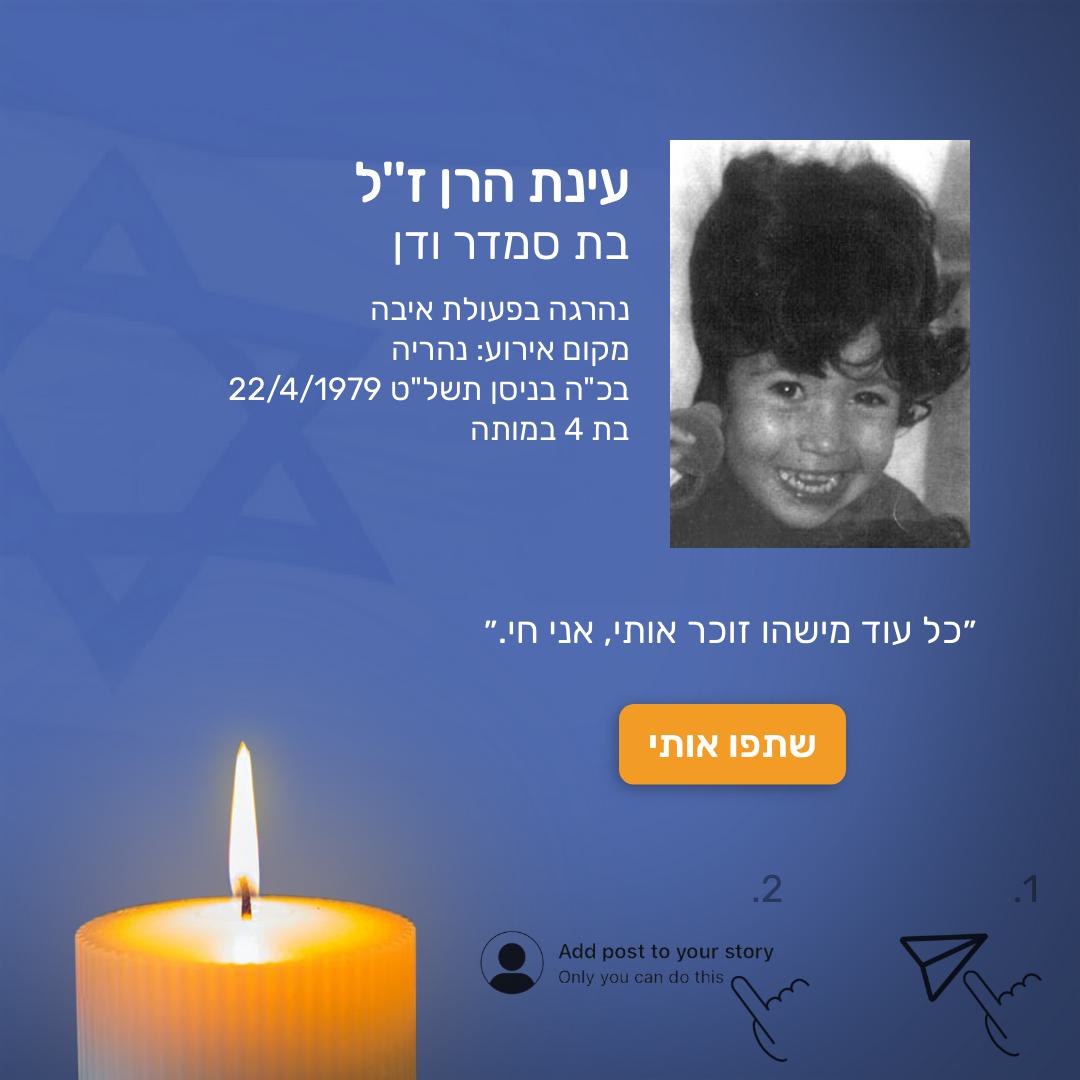 עינת הרן ז"ל
בת סמדר ודן
נהרגה בפעולת איבה
מקום אירוע: נהריה
בכ"ה בניסן תשל"ט 22/4/1979
בת 4 במותה
״כל עוד מישהו זוכר אותי, אני חי.״
שתפו אותי
.1
.2
Add post to your story
Only you can do this